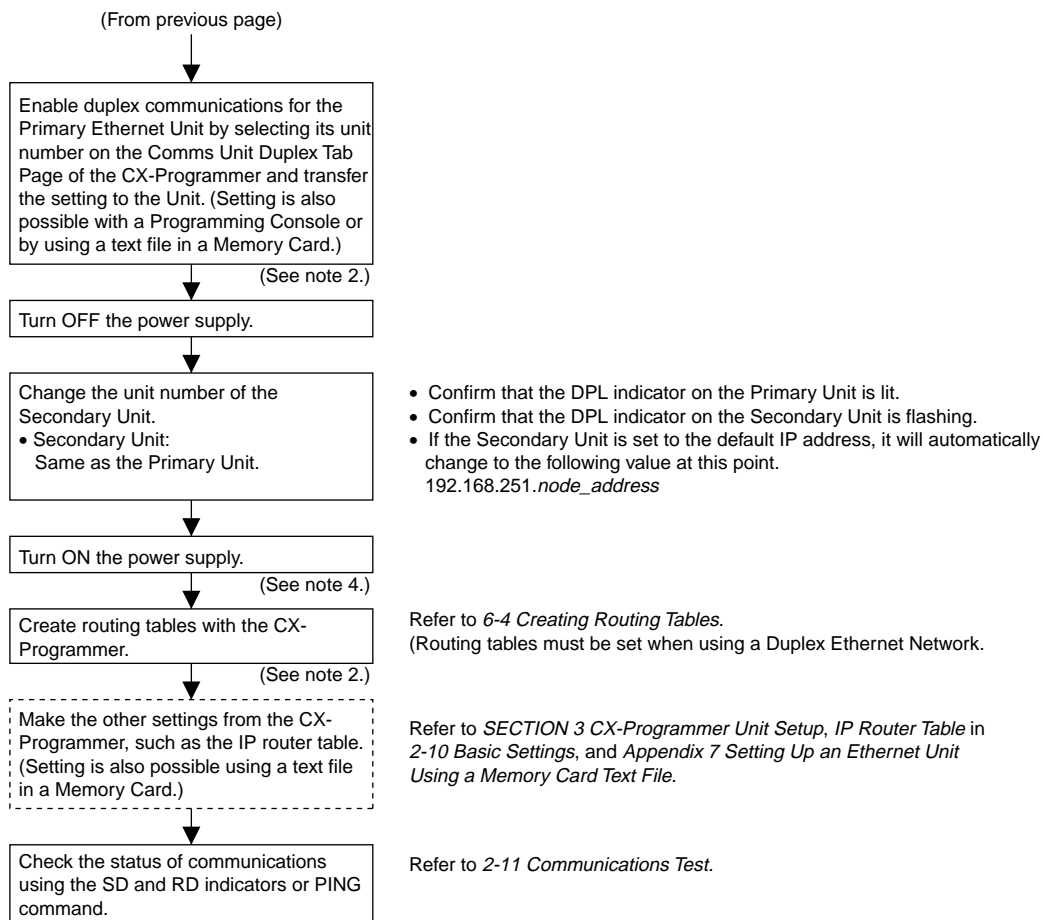 (From previous page)
Enable duplex communications for the
Primary Ethernet Unit by selecting its unit
number on the Comms Unit Duplex Tab
Page of the CX-Programmer and transfer
the setting to the Unit. (Setting is also
possible with a Programming Console or
by using a text file in a Memory Card.)
(See note 2.)
Turn OFF the power supply.
Change the unit number of the
Secondary Unit.
• Secondary Unit:
Same as the Primary Unit.
• Confirm that the DPL indicator on the Primary Unit is lit.
• Confirm that the DPL indicator on the Secondary Unit is flashing.
• If the Secondary Unit is set to the default IP address, it will automatically
change to the following value at this point.
192.168.251.node_address
Turn ON the power supply.
(See note 4.)
Create routing tables with the CX-
Programmer.
Refer to 6-4 Creating Routing Tables.
(Routing tables must be set when using a Duplex Ethernet Network.
(See note 2.)
Make the other settings from the CX-
Programmer, such as the IP router table.
(Setting is also possible using a text file
in a Memory Card.)
Refer to SECTION 3 CX-Programmer Unit Setup, IP Router Table in
2-10 Basic Settings, and Appendix 7 Setting Up an Ethernet Unit
Using a Memory Card Text File.
Check the status of communications
using the SD and RD indicators or PING
command.
Refer to 2-11 Communications Test.